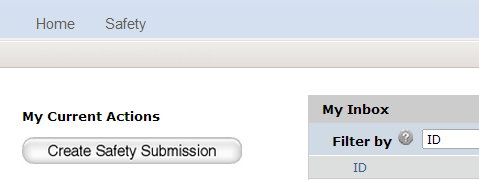 Home Safety
My Current Actions
Create Safety Submission
My Inbox
Filter by ? ID
ID